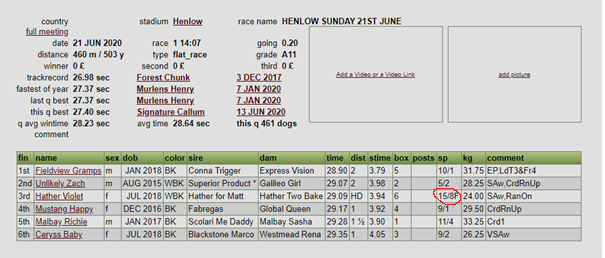 country stadium Henlow race name HENLOW SUNDAY 21ST JUNE
full meeting
date 21 JUN 2020 race 1 14:07 going 0.20
distance 460 m / 503 y type flat_race grade A11
winner 0 £ second 0 £ third 0 £
trackrecord 26.98 sec Forest Chunk 3 DEC 2017
fastest of year 27.37 sec Murlens Henry 7 JAN 2020
last q best 27.37 sec Murlens Henry 7 JAN 2020
this q best 27.40 sec Signature Callum 13 JUN 2020
q avg wintime 28.23 sec avg time 28.64 sec this q 461 dogs
comment
Add a Video or a Video Link
add picture
fin name sex dob color sire dam time dist stime box posts sp kg comment
1st Fieldview Gramps m JAN 2018 BK Conna Trigger Express Vision 28.90 2 3.79 5 10/1 31.75 EP,LdT3&Fr4
2nd Unlikely Zach m AUG 2015 WBK Superior Product * Galileo Girl 29.07 2 3.98 2 5/2 28.25 SAw,CrdRnUp
3rd Hather Violet f JUL 2018 WBK Hather for Matt Hather Two Bake 29.09 HD 3.94 6 15/8F 24.00 SAw,RanOn
4th Mustang Happy f DEC 2016 BK Fabregas Global Queen 29.17 1 3.92 4 9/1 29.50 CrdRnUp
5th Malbay Richie m JAN 2017 BK Scolari Me Daddy Malbay Sasha 29.28 1 ½ 3.90 1 11/4 33.25 Crd1
6th Ceryss Baby f JUL 2018 BK Blackstone Marco Westmead Rena 29.35 1 4.05 3 9/2 26.25 VSAw